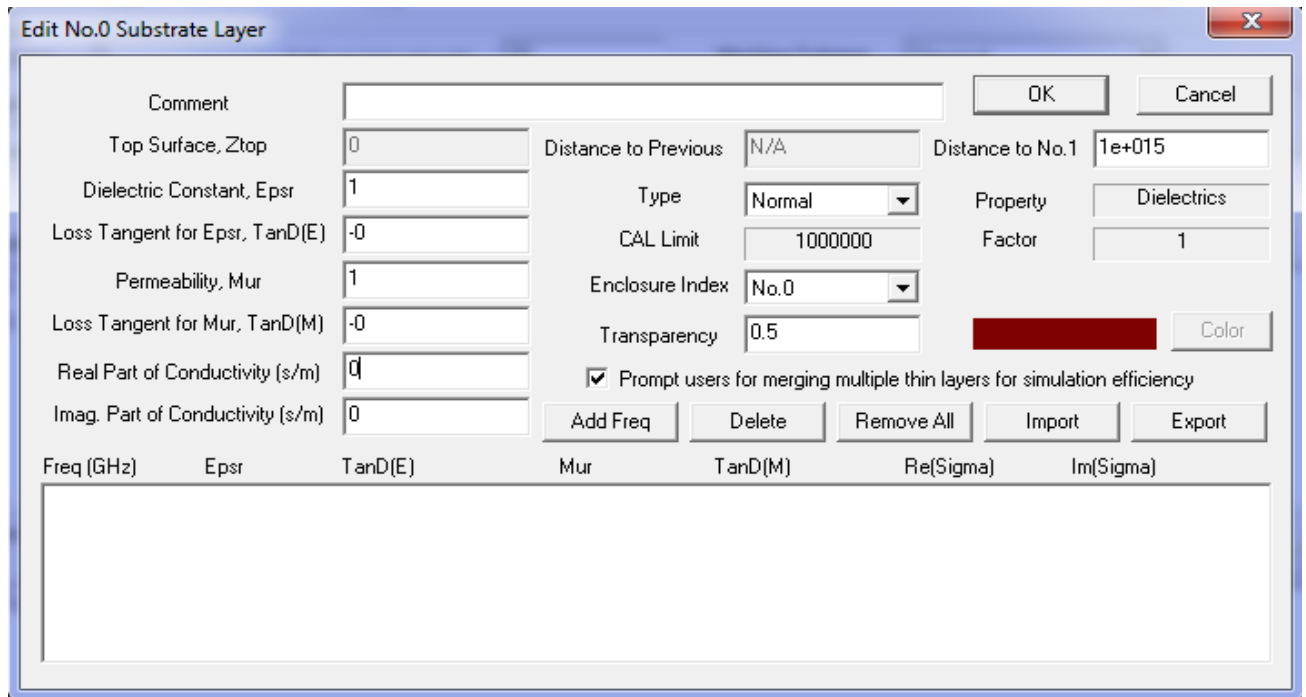 Edit No.0 Substrate Layer
Comment OK Cancel
Top Surface, Ztop 0 Distance to Previous N/A Distance to No.1 1e+015
Dielectric Constant, Epsr 1 Type Normal Property Dielectrics
Loss Tangent for Epsr, TanD(E) -0 CAL Limit 1000000 Factor 1
Permeability, Mur 1 Enclosure Index No.0
Loss Tangent for Mur, TanD(M) -0 Transparency 0.5 Color
Real Part of Conductivity (s/m) 0 Prompt users for merging multiple thin layers for simulation efficiency
Imag. Part of Conductivity (s/m) 0 Add Freq Delete Remove All Import Export
Freq (GHz) Epsr TanD(E) Mur TanD(M) Re(Sigma) Im(Sigma)